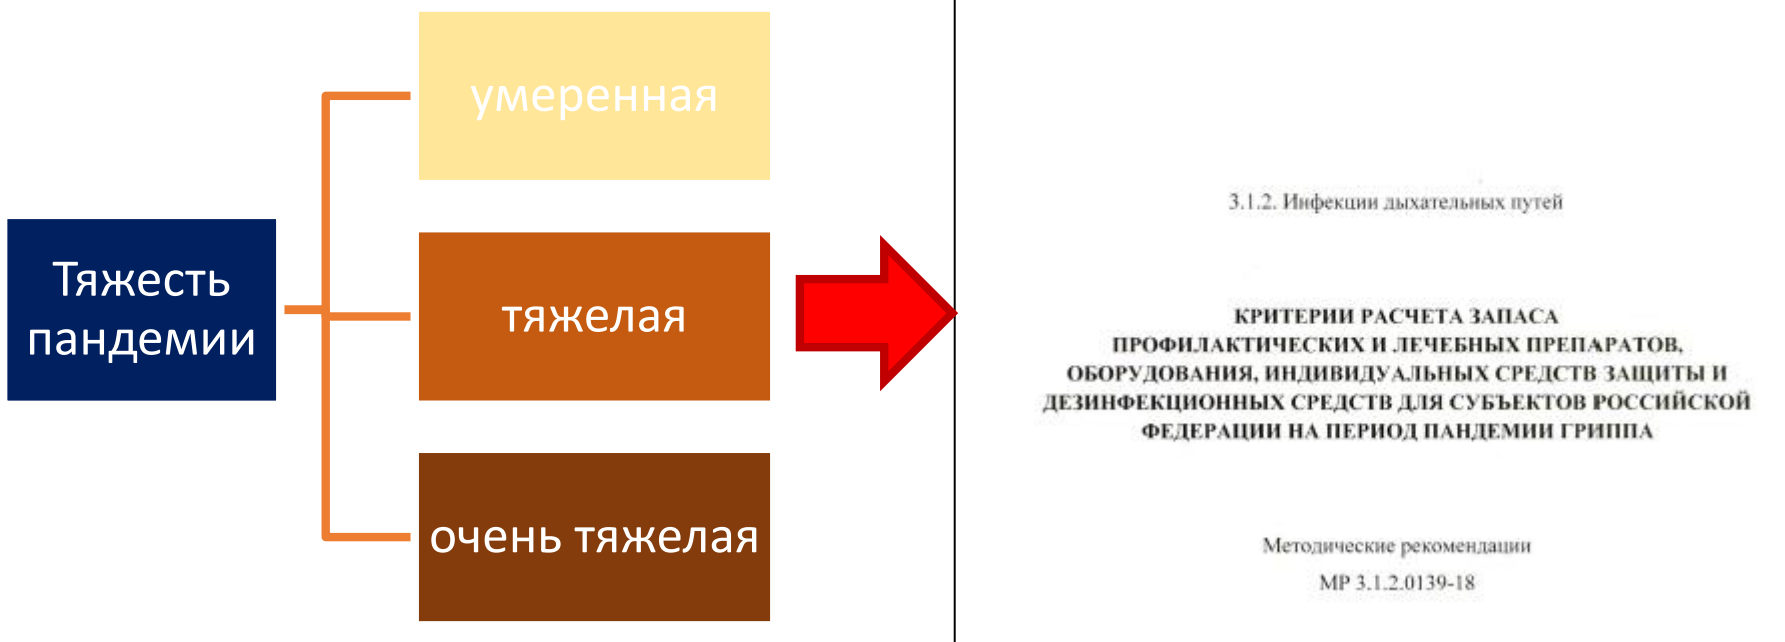 умеренная
Тяжесть
пандемии
тяжелая
очень тяжелая
3.1.2. Инфекции дыхательных путей
КРИТЕРИИ РАСЧЕТА ЗАПАСА
ПРОФИЛАКТИЧЕСКИХ И ЛЕЧЕБНЫХ ПРЕПАРАТОВ,
ОБОРУДОВАНИЯ, ИНДИВИДУАЛЬНЫХ СРЕДСТВ ЗАЩИТЫ И
ДЕЗИНФЕКЦИОННЫХ СРЕДСТВ ДЛЯ СУБЪЕКТОВ РОССИЙСКОЙ
ФЕДЕРАЦИИ НА ПЕРИОД ПАНДЕМИИ ГРИППА
Методические рекомендации
МР 3.1.2.0139-18